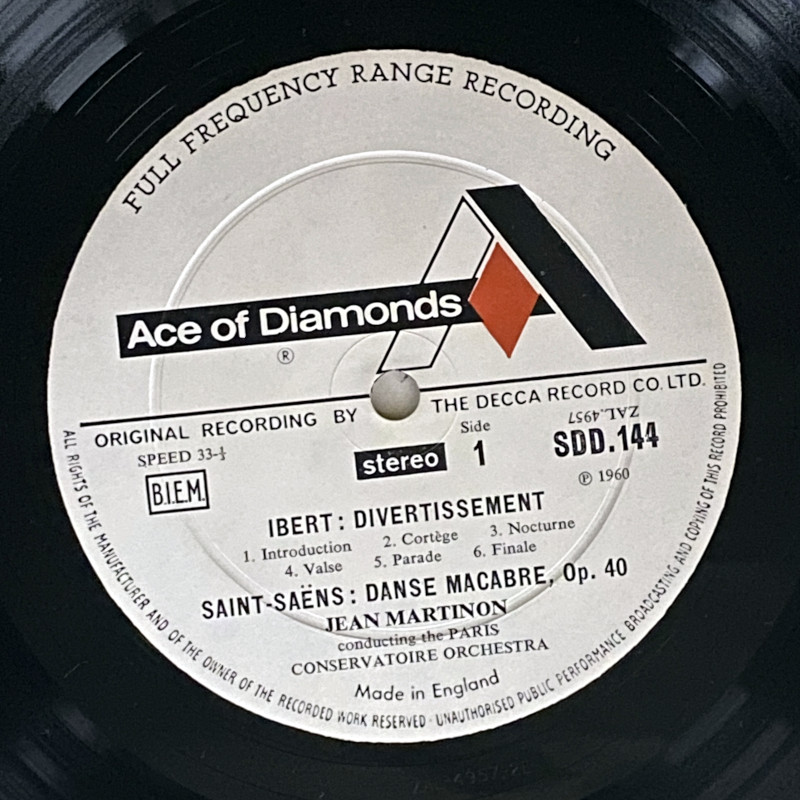 FULL FREQUENCY RANGE RECORDING
Ace of Diamonds
®
ORIGINAL RECORDING BY THE DECCA RECORD CO. LTD.
SPEED 33-⅓
B.I.E.M.
stereo
Side
1
ZAL.4957
SDD.144
℗ 1960
IBERT: DIVERTISSEMENT
1. Introduction 2. Cortège 3. Nocturne
4. Valse 5. Parade 6. Finale
SAINT-SAËNS: DANSE MACABRE, Op. 40
JEAN MARTINON
conducting the PARIS
CONSERVATOIRE ORCHESTRA
Made in England
ALL RIGHTS OF THE MANUFACTURER AND OF THE OWNER OF THE RECORDED WORK RESERVED · UNAUTHORISED PUBLIC PERFORMANCE BROADCASTING AND COPYING OF THIS RECORD PROHIBITED